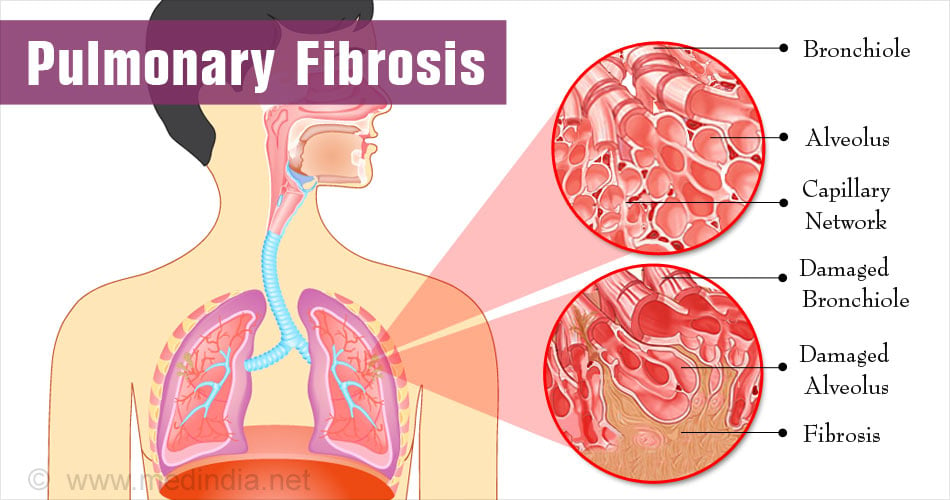 Pulmonary Fibrosis
Bronchiole
Alveolus
Capillary
Network
Damaged
Bronchiole
Damaged
Alveolus
Fibrosis
© www.medindia.net